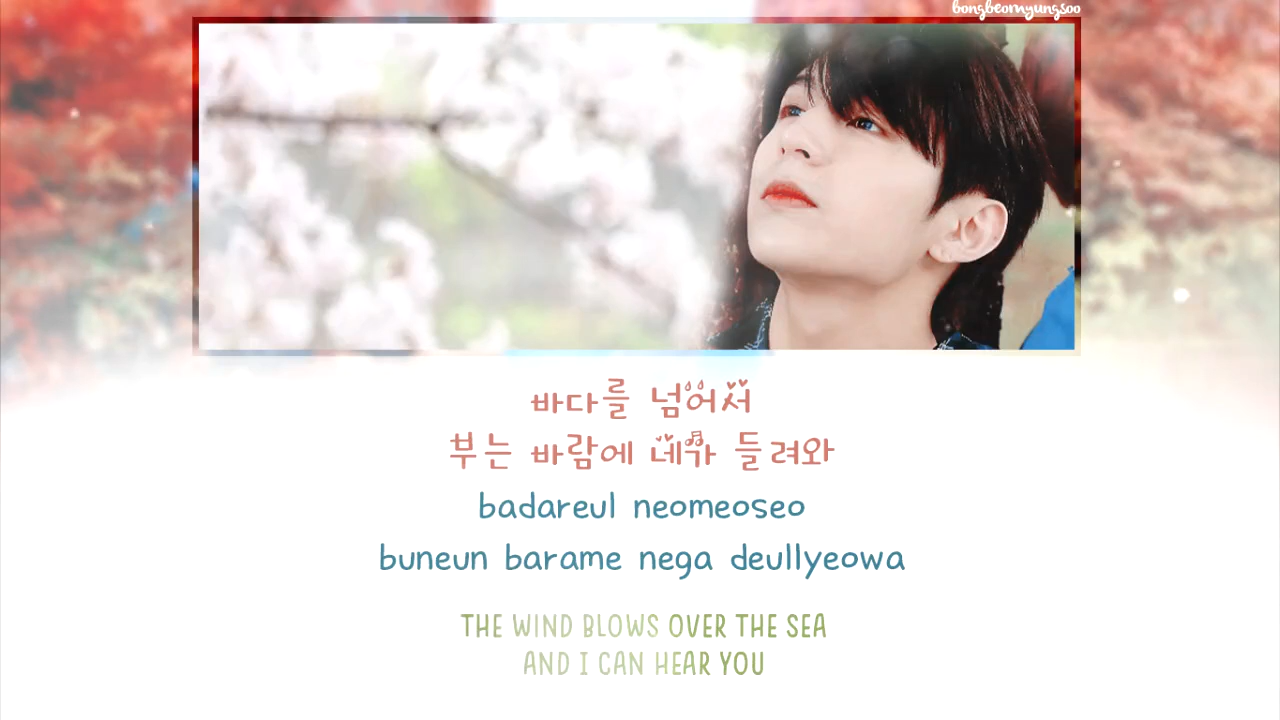 bongbeomyungsoo
바다를 넘어서
부는 바람에 네가 들려와
badareul neomeoseo
buneun barame nega deullyeowa
THE WIND BLOWS OVER THE SEA
AND I CAN HEAR YOU